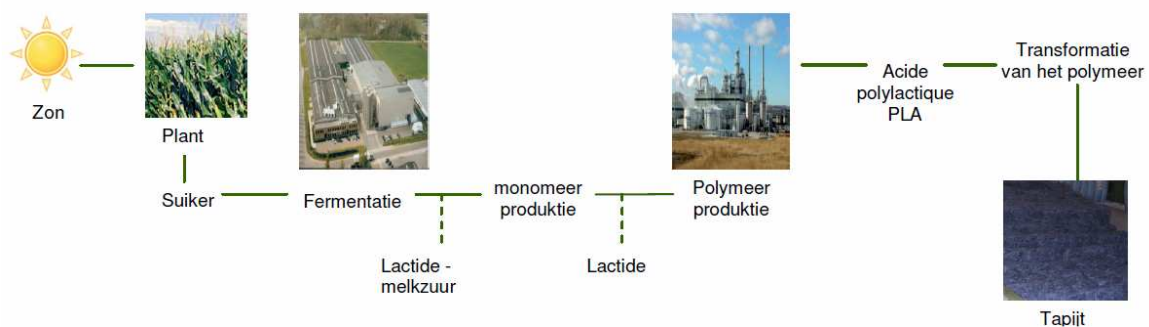 Zon
Plant
Suiker
Fermentatie
Lactide -
melkzuur
monomeer
produktie
Lactide
Polymeer
produktie
Acide
polylactique
PLA
Transformatie
van het polymeer
Tapijt